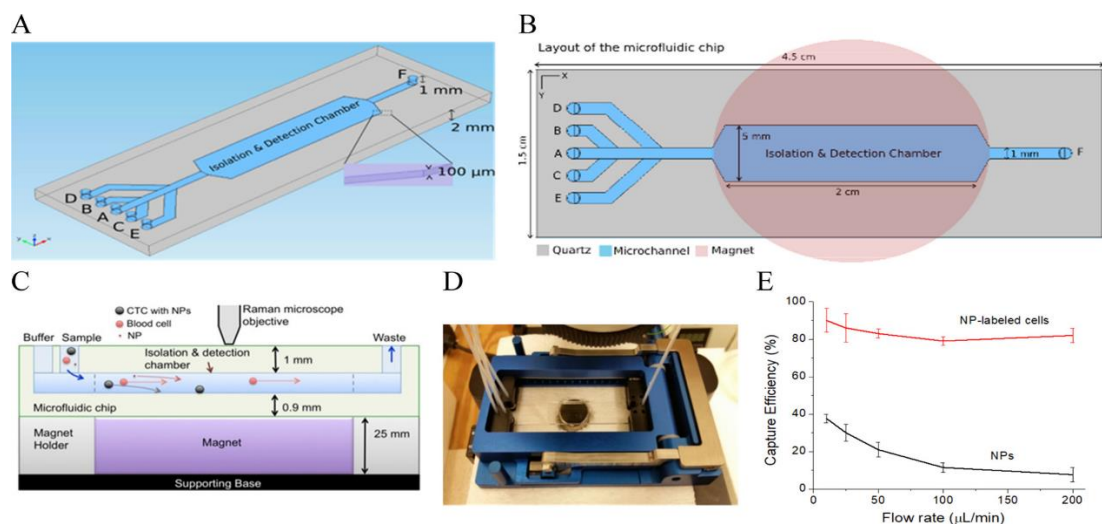 A
Isolation & Detection Chamber
F
1 mm
2 mm
100 µm
D
B
A
C
E
y
z
x
B
Layout of the microfluidic chip
4.5 cm
X
Y
D
B
A
C
E
1.5 cm
5 mm
Isolation & Detection Chamber
2 cm
1 mm
F
Quartz
Microchannel
Magnet
C
CTC with NPs
Blood cell
NP
Raman microscope
objective
Buffer
Sample
Waste
Isolation & detection
chamber
1 mm
Microfluidic chip
0.9 mm
Magnet
Holder
Magnet
25 mm
Supporting Base
D
E
Capture Efficiency (%)
100
80
60
40
20
0
NP-labeled cells
NPs
0
50
100
150
200
Flow rate (µL/min)